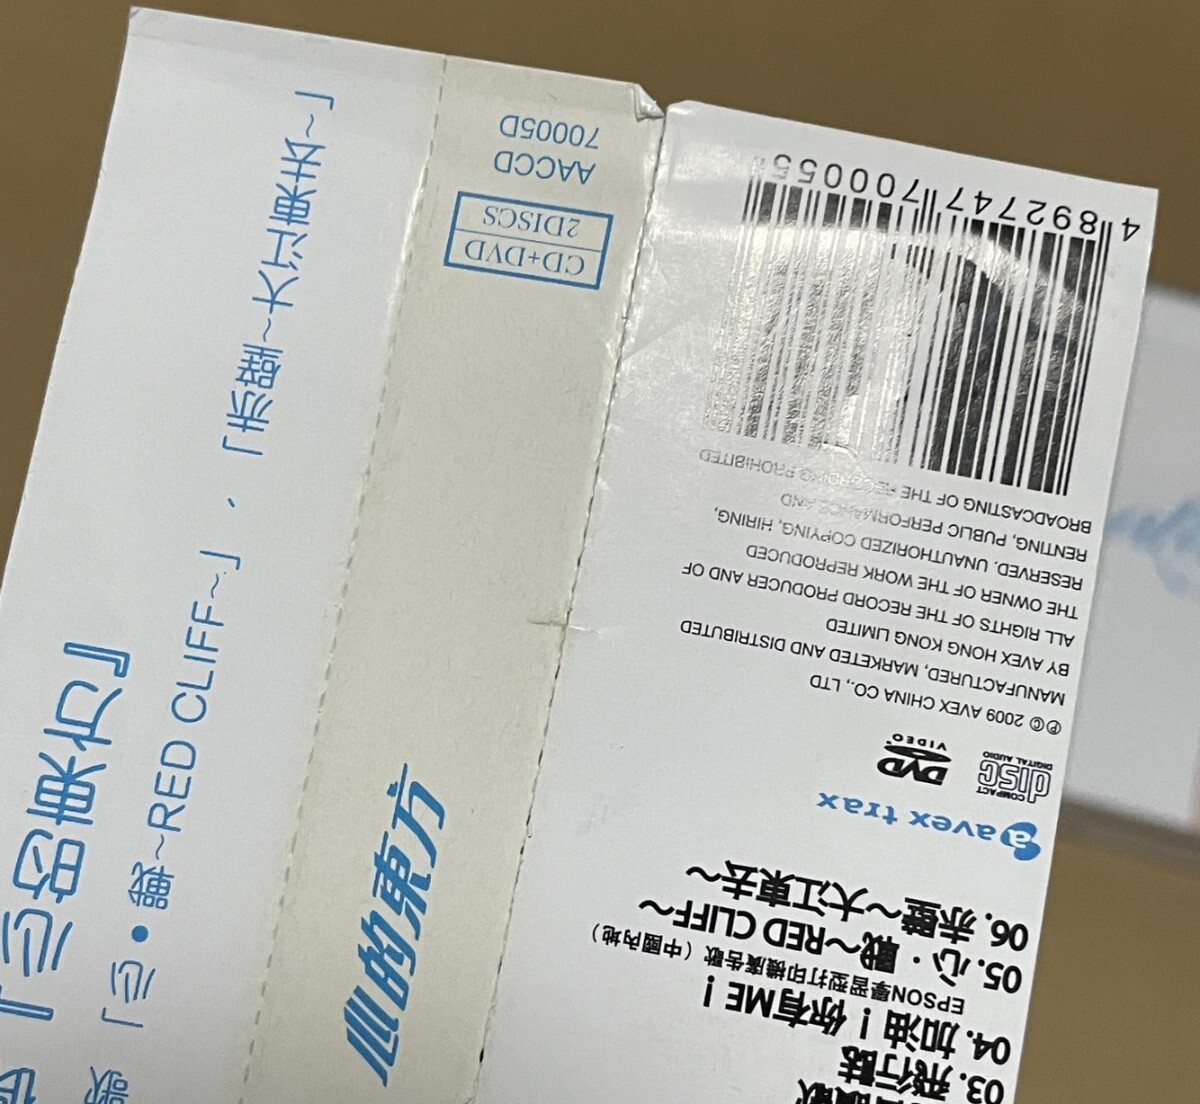 03. 飛行誌
04. 加油！你有ME！
EPSON學習型打印機廣告歌（中國內地）
05. 心．戰～RED CLIFF～
06. 赤壁～大江東去～
avex trax
COMPACT disc DIGITAL AUDIO
DVD VIDEO
℗© 2009 AVEX CHINA CO., LTD
MANUFACTURED, MARKETED AND DISTRIBUTED
BY AVEX HONG KONG LIMITED
ALL RIGHTS OF THE RECORD PRODUCER AND OF
THE OWNER OF THE WORK REPRODUCED
RESERVED. UNAUTHORIZED COPYING, HIRING,
RENTING, PUBLIC PERFORMANCE AND
BROADCASTING OF THE RECORDING PROHIBITED
4 892747 700055
心的東方
CD+DVD
2DISCS
AACCD
70005D
歌「心•戰~RED CLIFF~」、「赤壁~大江東去~」
『心的東方』